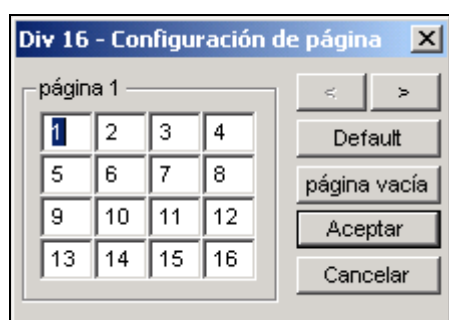 Div 16 - Configuración de página
página 1
1 2 3 4
5 6 7 8
9 10 11 12
13 14 15 16
< >
Default
página vacía
Aceptar
Cancelar